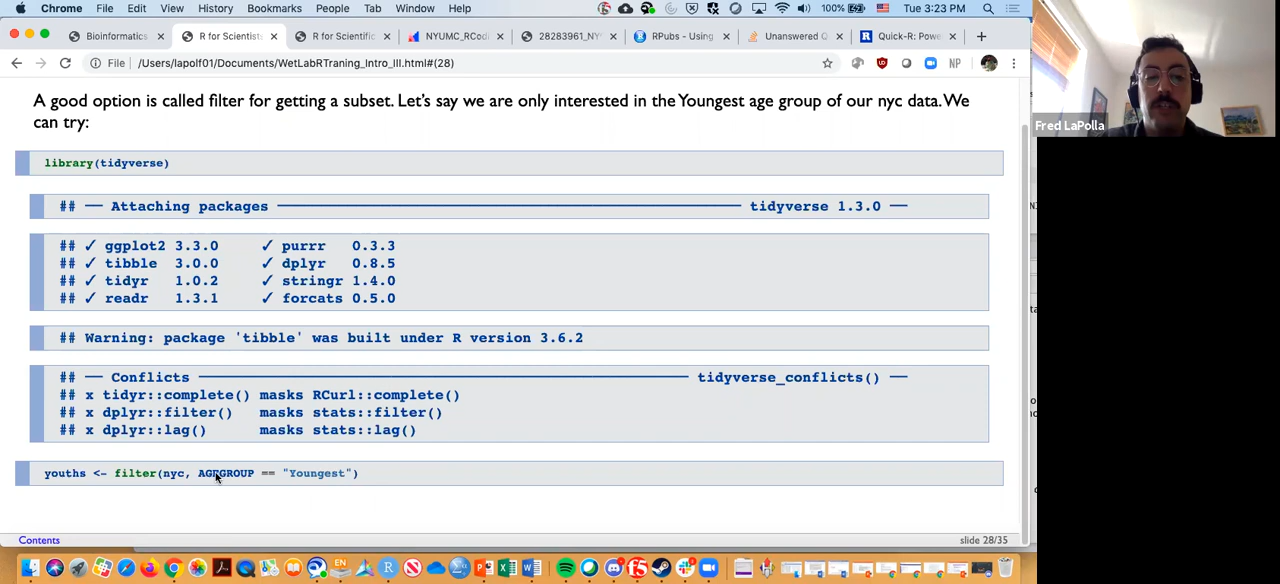 Chrome File Edit View History Bookmarks People Tab Window Help 100% Tue 3:23 PM
Bioinformatics × R for Scientists × R for Scientific × NYUMC_RCodi × 28283961_NY × RPubs - Using × Unanswered Q × Quick-R: Pow × +
File /Users/lapolf01/Documents/WetLabRTraning_Intro_III.html#(28) NP
A good option is called filter for getting a subset. Let's say we are only interested in the Youngest age group of our nyc data. We
can try:
library(tidyverse)
## ── Attaching packages ──────────────── tidyverse 1.3.0 ──
## ✓ ggplot2 3.3.0 ✓ purrr 0.3.3
## ✓ tibble 3.0.0 ✓ dplyr 0.8.5
## ✓ tidyr 1.0.2 ✓ stringr 1.4.0
## ✓ readr 1.3.1 ✓ forcats 0.5.0
## Warning: package 'tibble' was built under R version 3.6.2
## ── Conflicts ──────────────── tidyverse_conflicts() ──
## x tidyr::complete() masks RCurl::complete()
## x dplyr::filter() masks stats::filter()
## x dplyr::lag() masks stats::lag()
youths <- filter(nyc, AGEGROUP == "Youngest")
Contents
slide 28/35
Fred LaPolla